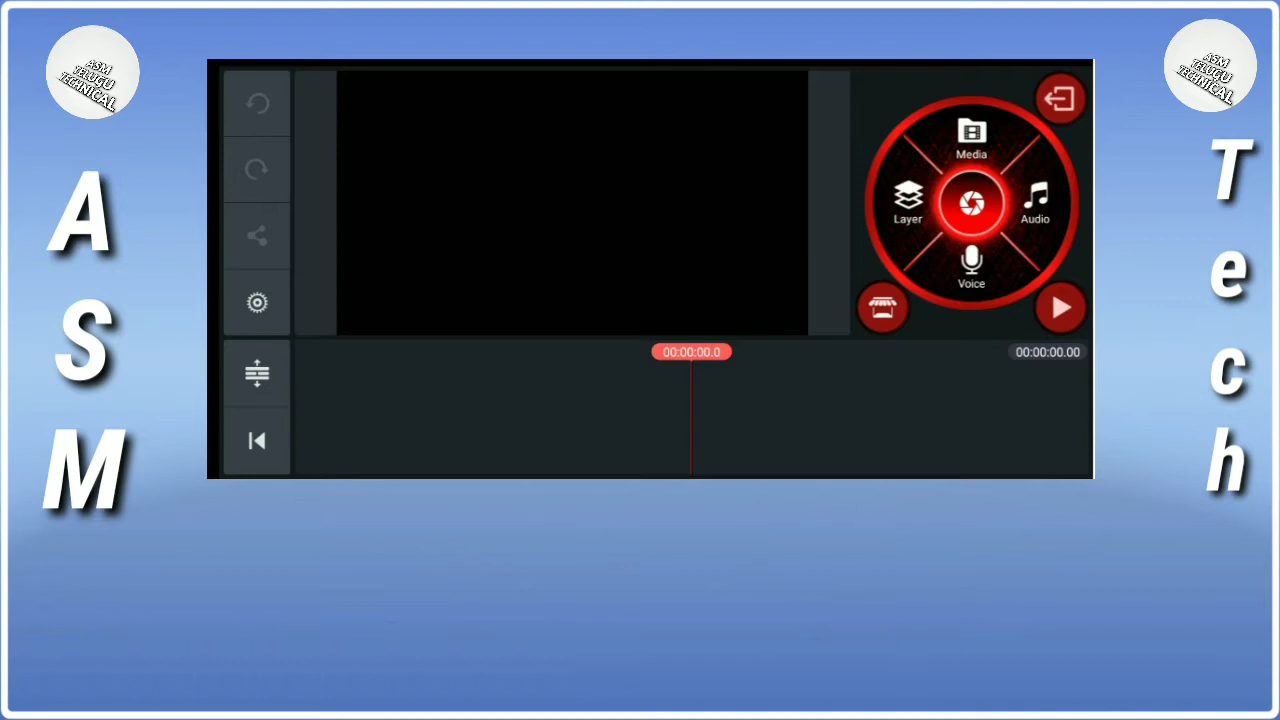 ASM
TELUGU
TECHNICAL
ASM
TELUGU
TECHNICAL
A
S
M
T
e
c
h
Media
Layer
Audio
Voice
00:00:00.0
00:00:00.00